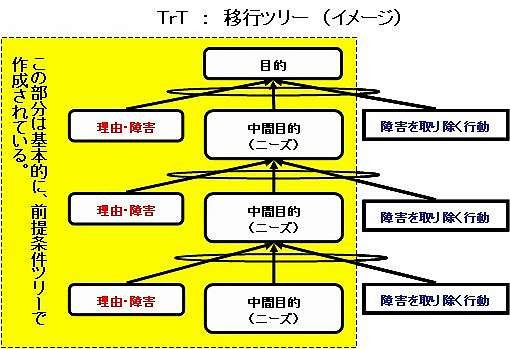 TrT ： 移行ツリー （イメージ）
この部分は基本的に、前提条件ツリーで
作成されている。
目的
理由・障害
中間目的
（ニーズ）
障害を取り除く行動
理由・障害
中間目的
（ニーズ）
障害を取り除く行動
理由・障害
中間目的
（ニーズ）
障害を取り除く行動